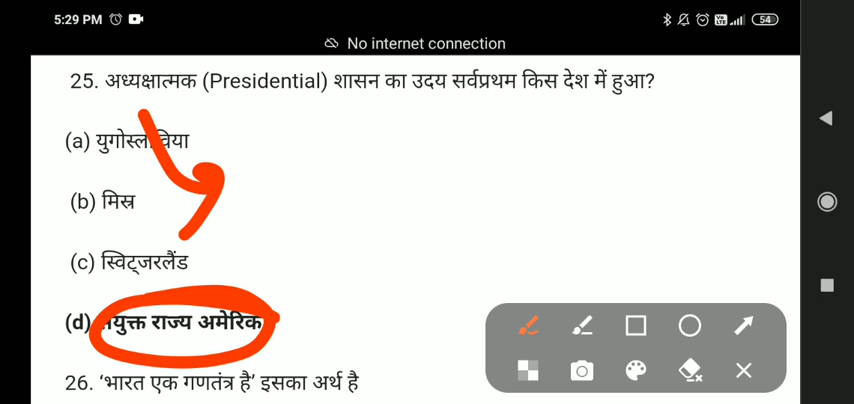 5:29 PM 54
No internet connection
25. अध्यक्षात्मक (Presidential) शासन का उदय सर्वप्रथम किस देश में हुआ?
(a) युगोस्लाविया
(b) मिस्र
(c) स्विट्जरलैंड
(d) संयुक्त राज्य अमेरिका
26. ‘भारत एक गणतंत्र है’ इसका अर्थ है